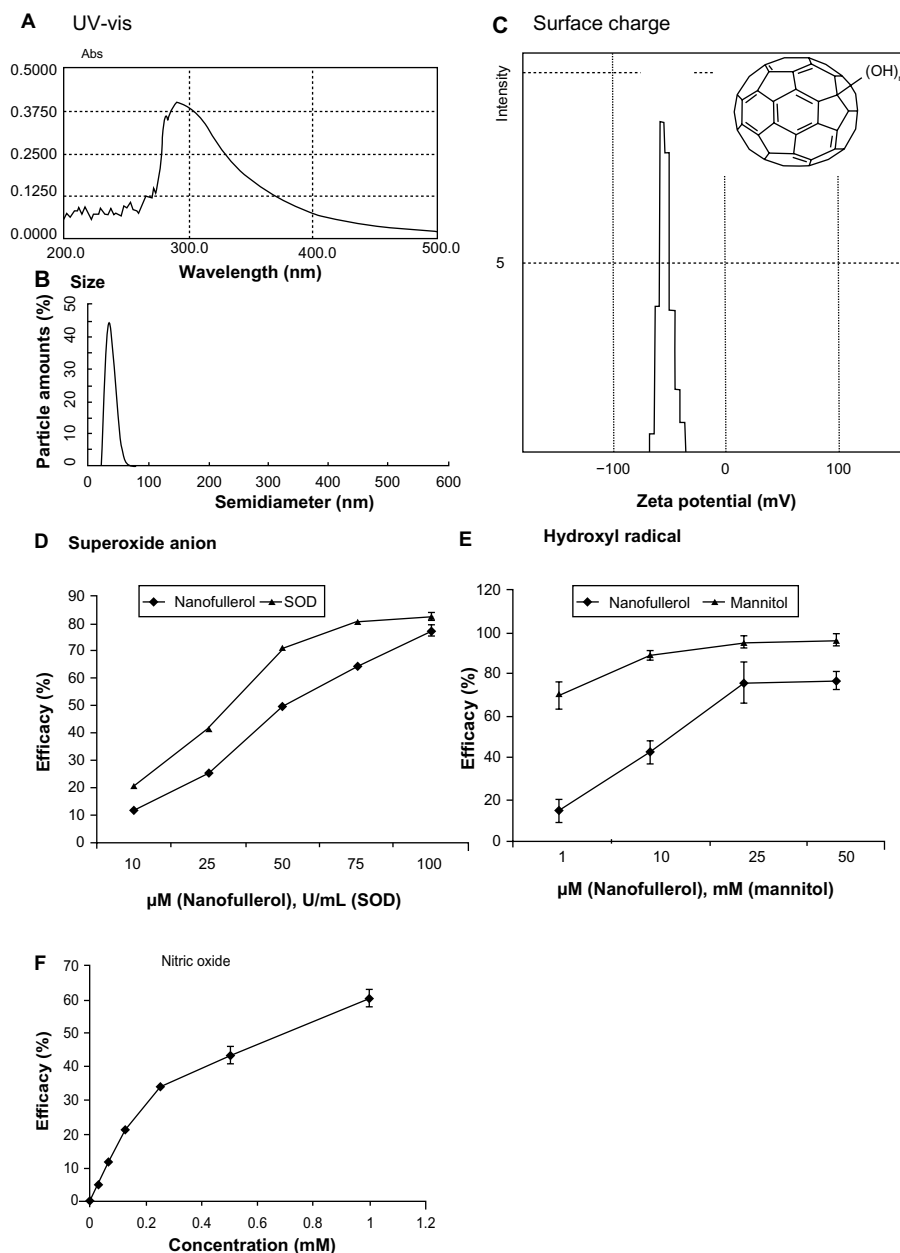 A UV-vis
Abs
0.5000
0.3750
0.2500
0.1250
0.0000
200.0 300.0 400.0 500.0
Wavelength (nm)
B Size
Particle amounts (%)
50
40
30
20
10
0
0 100 200 300 400 500 600
Semidiameter (nm)
C Surface charge
Intensity
(OH)
5
−100 0 100
Zeta potential (mV)
D Superoxide anion
Nanofullerol SOD
Efficacy (%)
90
80
70
60
50
40
30
20
10
0
10 25 50 75 100
µM (Nanofullerol), U/mL (SOD)
E Hydroxyl radical
Nanofullerol Mannitol
Efficacy (%)
120
100
80
60
40
20
0
1 10 25 50
µM (Nanofullerol), mM (mannitol)
F Nitric oxide
Efficacy (%)
70
60
50
40
30
20
10
0
0 0.2 0.4 0.6 0.8 1 1.2
Concentration (mM)